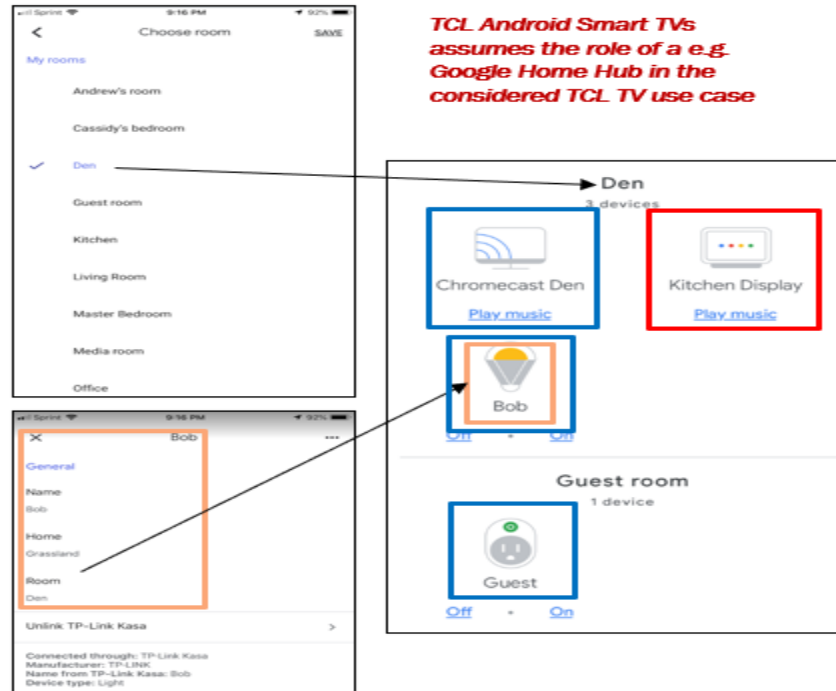 Sprint 9:16 PM 92%
Choose room SAVE
My rooms
Andrew's room
Cassidy's bedroom
Den
Guest room
Kitchen
Living Room
Master Bedroom
Media room
Office
Sprint 9:16 PM 92%
Bob
General
Name
Bob
Home
Grassland
Room
Den
Unlink TP-Link Kasa
Connected through: TP-Link Kasa
Manufacturer: TP-LINK
Name from TP-Link Kasa: Bob
Device type: Light
TCL Android Smart TVs
assumes the role of a e.g.
Google Home Hub in the
considered TCL TV use case
Den
3 devices
Chromecast Den Kitchen Display
Play music Play music
Bob
Off • On
Guest room
1 device
Guest
Off • On